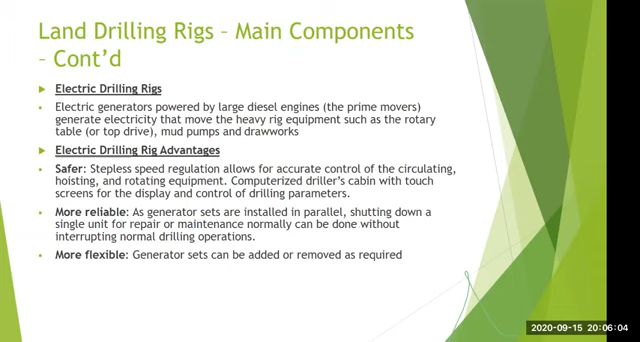 Land Drilling Rigs – Main Components
– Cont'd
Electric Drilling Rigs
Electric generators powered by large diesel engines (the prime movers)
generate electricity that move the heavy rig equipment such as the rotary
table (or top drive), mud pumps and drawworks
Electric Drilling Rig Advantages
Safer: Stepless speed regulation allows for accurate control of the circulating,
hoisting, and rotating equipment. Computerized driller's cabin with touch
screens for the display and control of drilling parameters.
More reliable: As generator sets are installed in parallel, shutting down a
single unit for repair or maintenance normally can be done without
interrupting normal drilling operations.
More flexible: Generator sets can be added or removed as required
2020-09-15 20:06:04